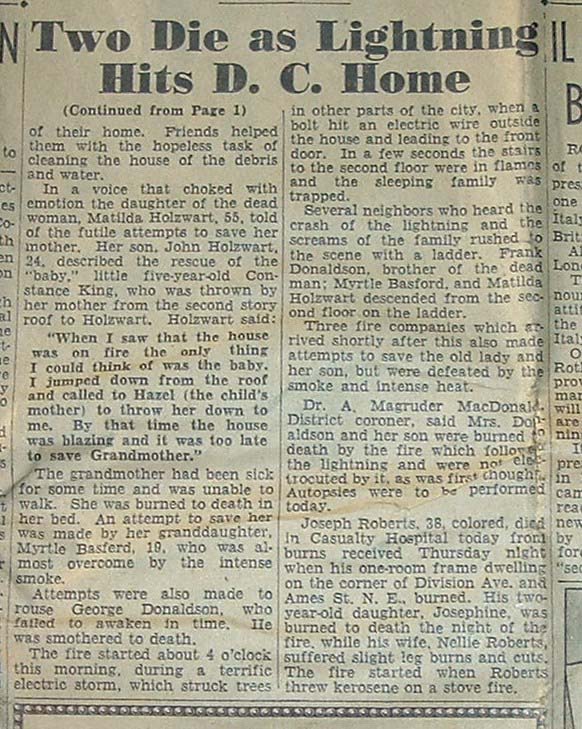 Two Die as Lightning
Hits D. C. Home
(Continued from Page 1)
of their home. Friends helped
them with the hopeless task of
cleaning the house of the debris
and water.
In a voice that choked with
emotion the daughter of the dead
woman, Matilda Holzwart, 55, told
of the futile attempts to save her
mother. Her son, John Holzwart,
24, described the rescue of the
"baby," little five-year-old Con-
stance King, who was thrown by
her mother from the second story
roof to Holzwart. Holzwart said:
"When I saw that the house
was on fire the only thing
I could think of was the baby.
I jumped down from the roof
and called to Hazel (the child's
mother) to throw her down to
me. By that time the house
was blazing and it was too late
to save Grandmother."
The grandmother had been sick
for some time and was unable to
walk. She was burned to death in
her bed. An attempt to save her
was made by her granddaughter,
Myrtle Basferd, 19, who was al-
most overcome by the intense
smoke.
Attempts were also made to
rouse George Donaldson, who
failed to awaken in time. He
was smothered to death.
The fire started about 4 o'clock
this morning, during a terrific
electric storm, which struck trees
in other parts of the city, when a
bolt hit an electric wire outside
the house and leading to the front
door. In a few seconds the stairs
to the second floor were in flames
and the sleeping family was
trapped.
Several neighbors who heard the
crash of the lightning and the
screams of the family rushed to
the scene with a ladder. Frank
Donaldson, brother of the dead
man; Myrtle Basford, and Matilda
Holzwart descended from the sec-
ond floor on the ladder.
Three fire companies which ar-
rived shortly after this also made
attempts to save the old lady and
her son, but were defeated by the
smoke and intense heat.
Dr. A. Magruder MacDonald,
District coroner, said Mrs. Don-
aldson and her son were burned to
death by the fire which followed
the lightning and were not elec-
trocuted by it, as was first thought.
Autopsies were to be performed
today.
Joseph Roberts, 38, colored, died
in Casualty Hospital today from
burns received Thursday night
when his one-room frame dwelling
on the corner of Division Ave. and
Ames St. N. E., burned. His two-
year-old daughter, Josephine, was
burned to death the night of the
fire, while his wife, Nellie Roberts,
suffered slight leg burns and cuts.
The fire started when Roberts
threw kerosene on a stove fire.